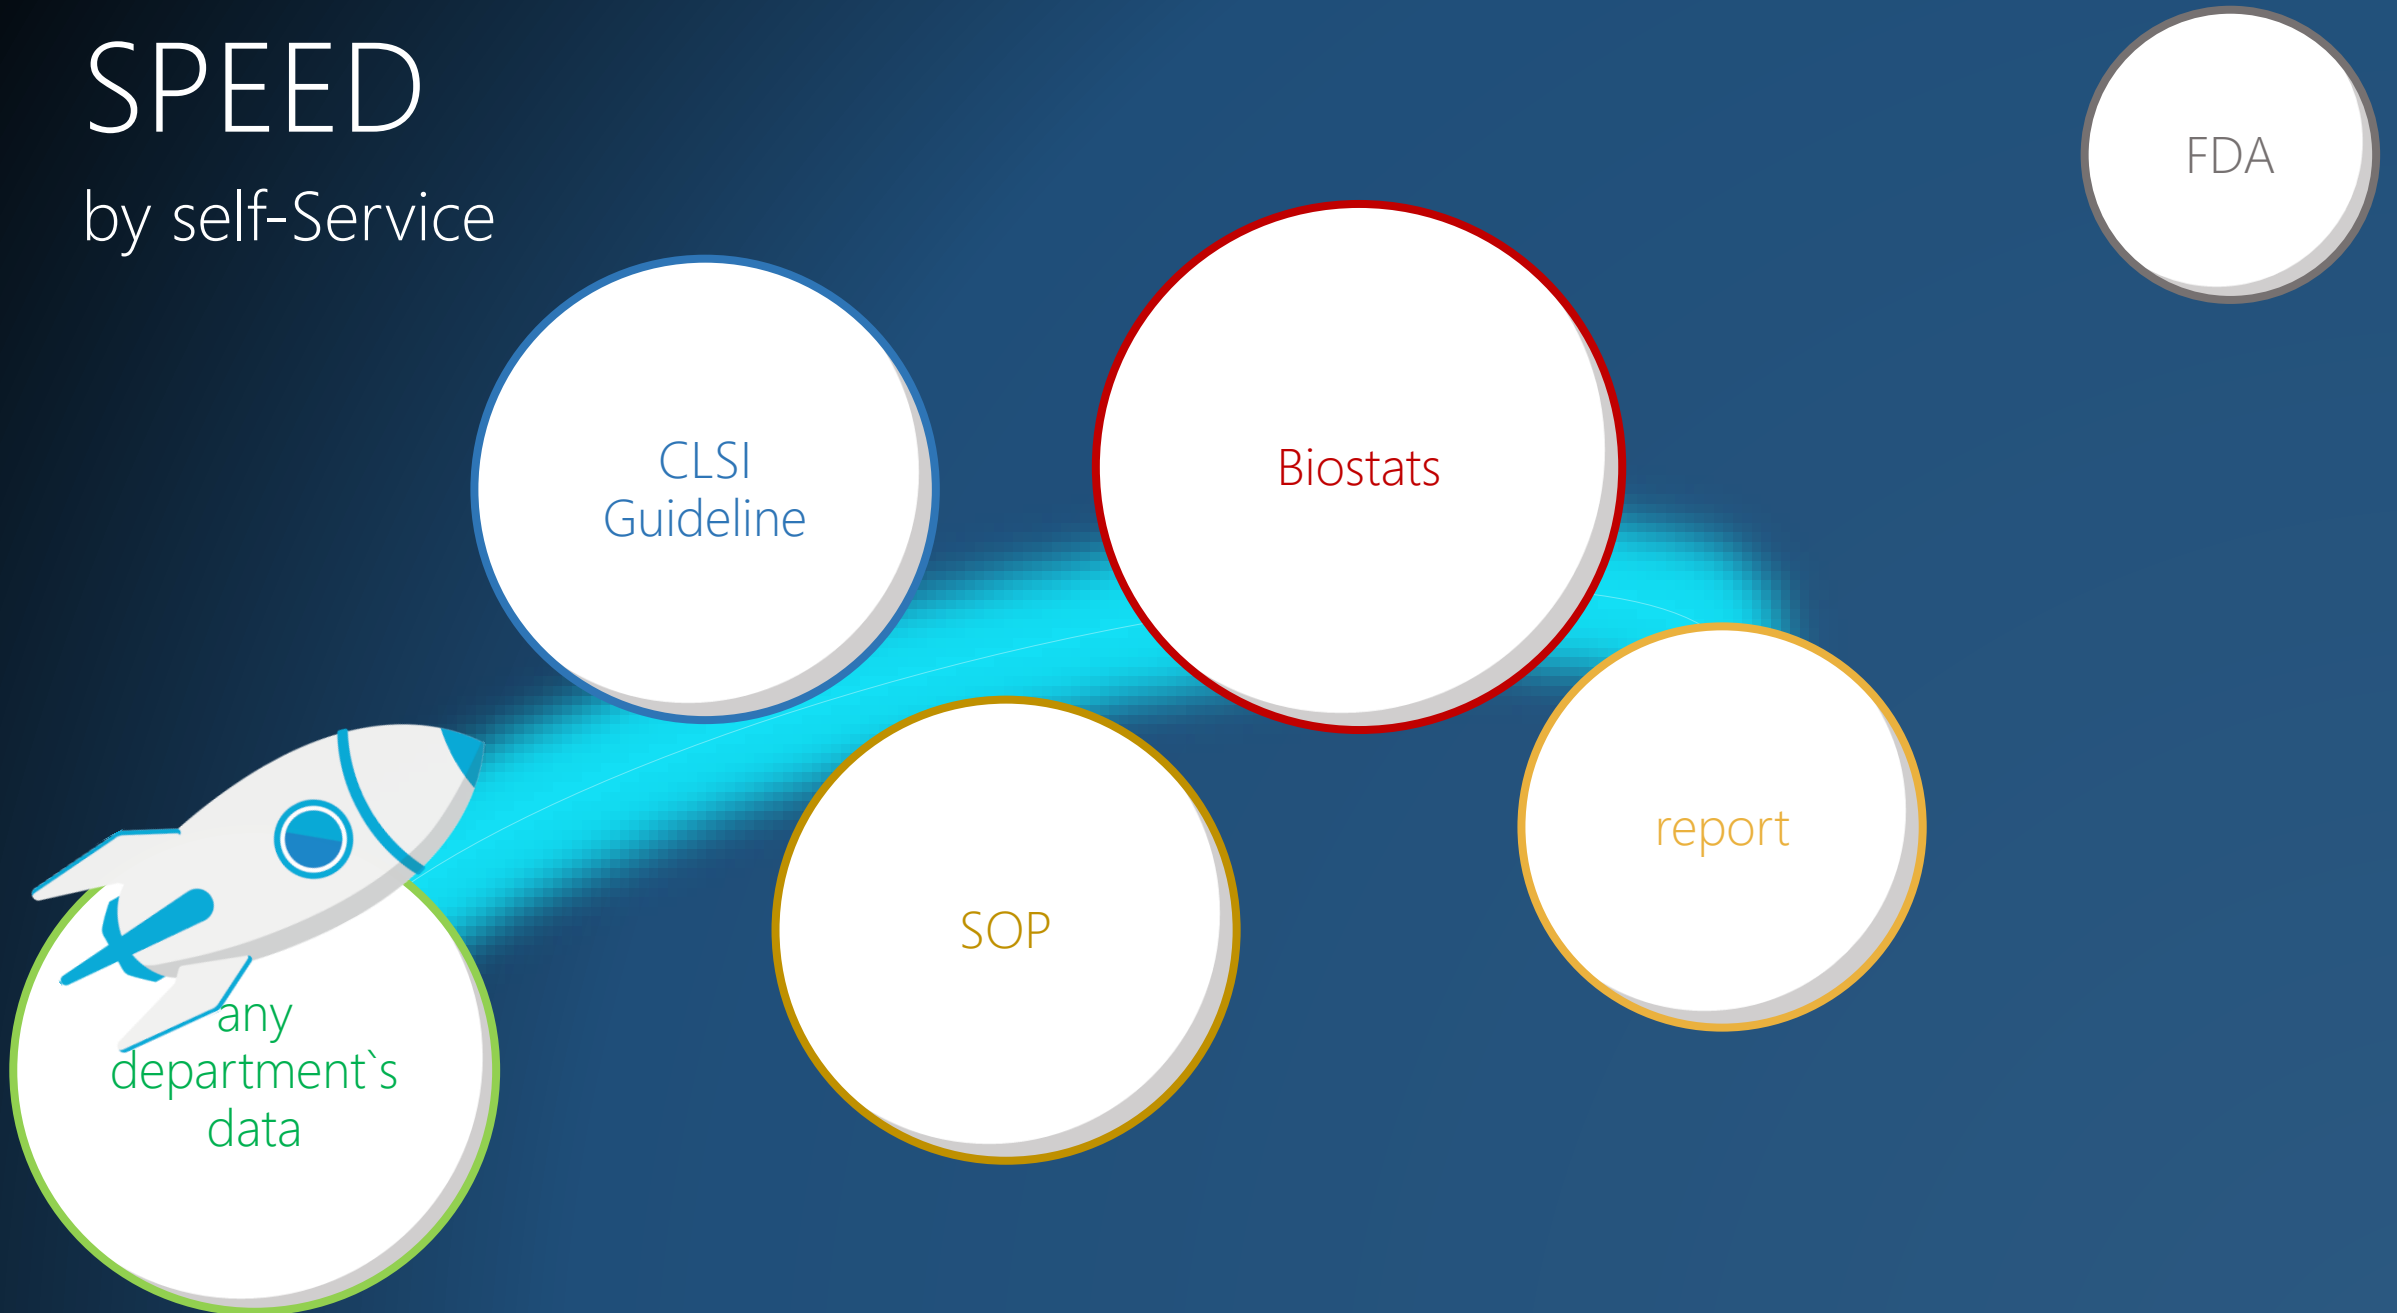 SPEED
by self-Service
FDA
CLSI
Guideline
Biostats
report
SOP
any
department`s
data